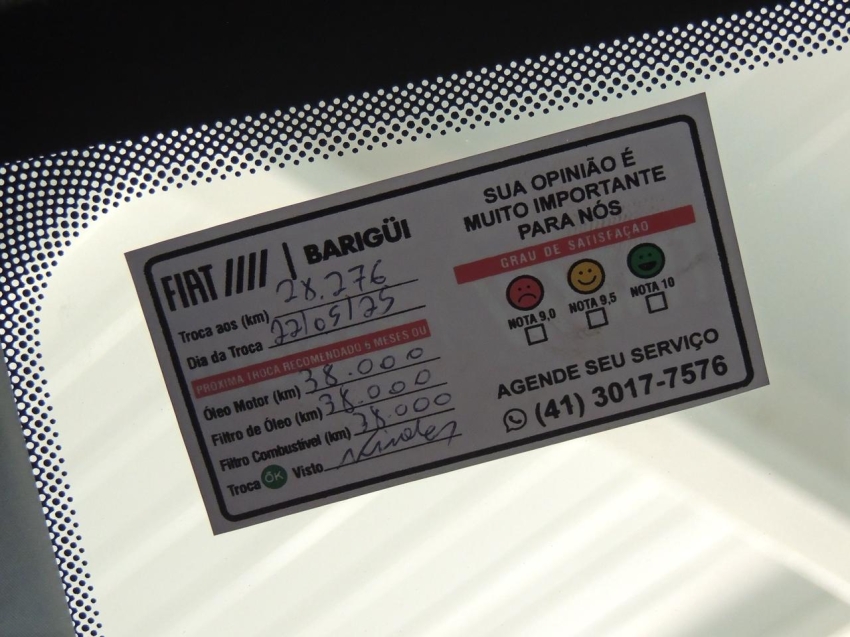 FIAT | BARIGÜI
Troca aos (km) 28.276
Dia da Troca 22/05/25
PRÓXIMA TROCA RECOMENDADO 6 MESES OU
Óleo Motor (km) 38.000
Filtro de Óleo (km) 38.000
Filtro Combustível (km) 38.000
Troca OK Visto
SUA OPINIÃO É
MUITO IMPORTANTE
PARA NÓS
GRAU DE SATISFAÇÃO
NOTA 9,0 NOTA 9,5 NOTA 10
AGENDE SEU SERVIÇO
(41) 3017-7576